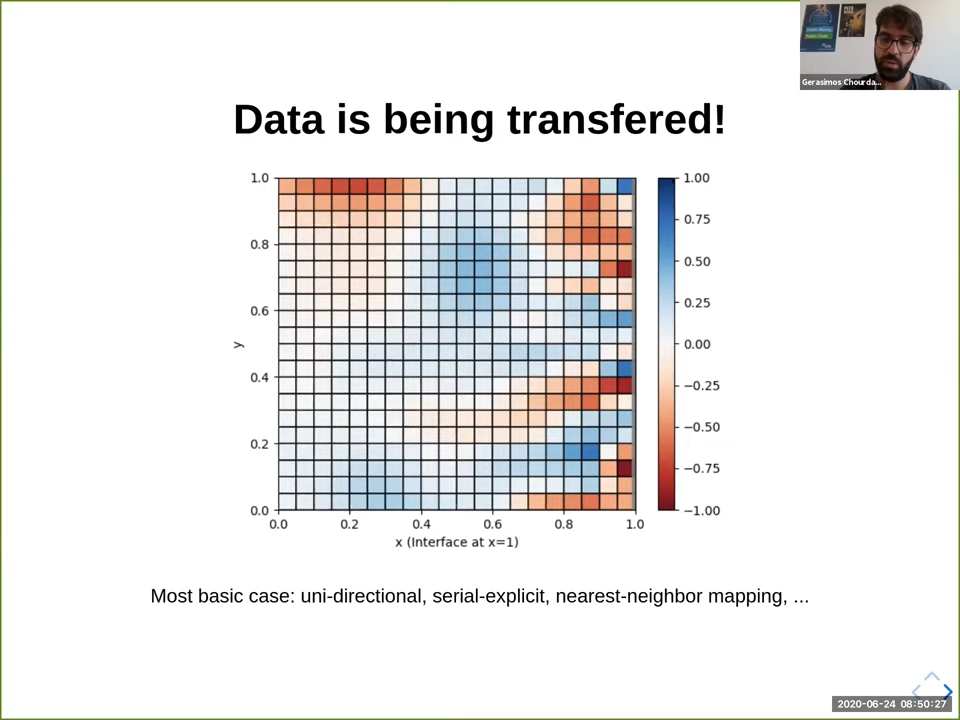 Gerasimos Chourda...
Data is being transfered!
1.0
0.8
0.6
0.4
0.2
0.0
y
0.0 0.2 0.4 0.6 0.8 1.0
x (Interface at x=1)
1.00
0.75
0.50
0.25
0.00
−0.25
−0.50
−0.75
−1.00
Most basic case: uni-directional, serial-explicit, nearest-neighbor mapping, ...
2020-06-24 08:50:27